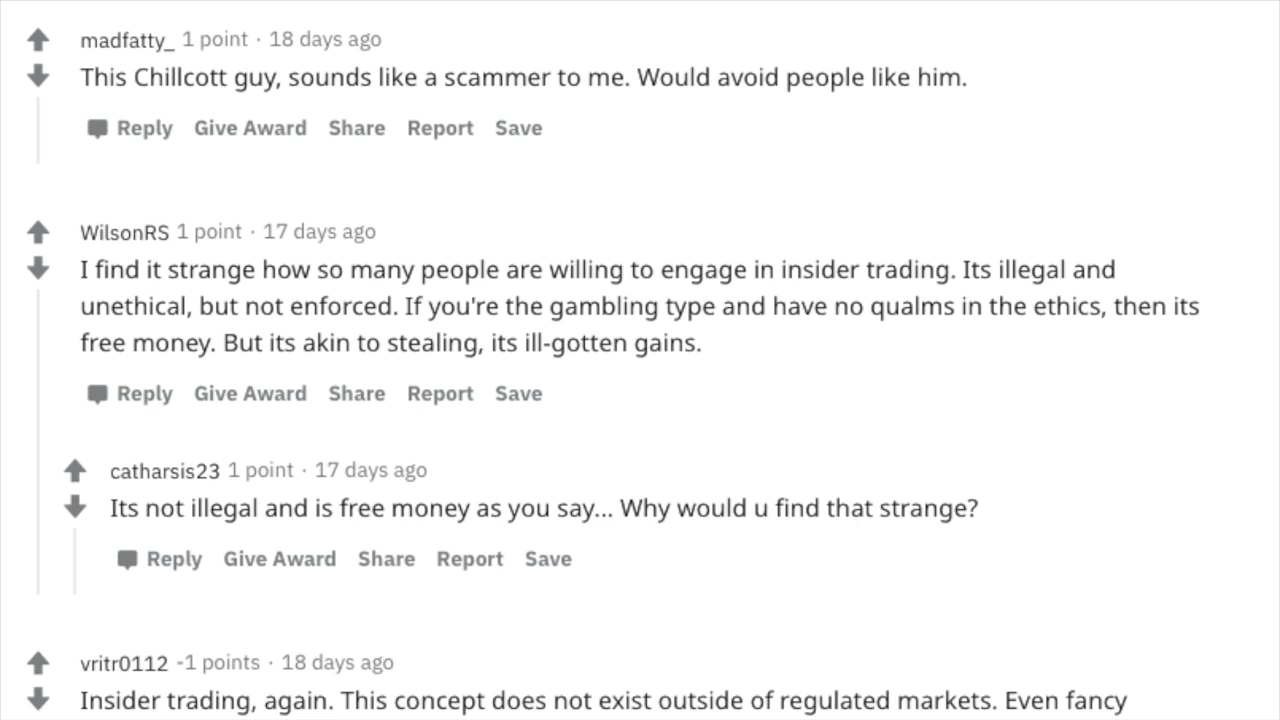 madfatty_ 1 point · 18 days ago
This Chillcott guy, sounds like a scammer to me. Would avoid people like him.
Reply Give Award Share Report Save
WilsonRS 1 point · 17 days ago
I find it strange how so many people are willing to engage in insider trading. Its illegal and
unethical, but not enforced. If you're the gambling type and have no qualms in the ethics, then its
free money. But its akin to stealing, its ill-gotten gains.
Reply Give Award Share Report Save
catharsis23 1 point · 17 days ago
Its not illegal and is free money as you say... Why would u find that strange?
Reply Give Award Share Report Save
vritr0112 -1 points · 18 days ago
Insider trading, again. This concept does not exist outside of regulated markets. Even fancy